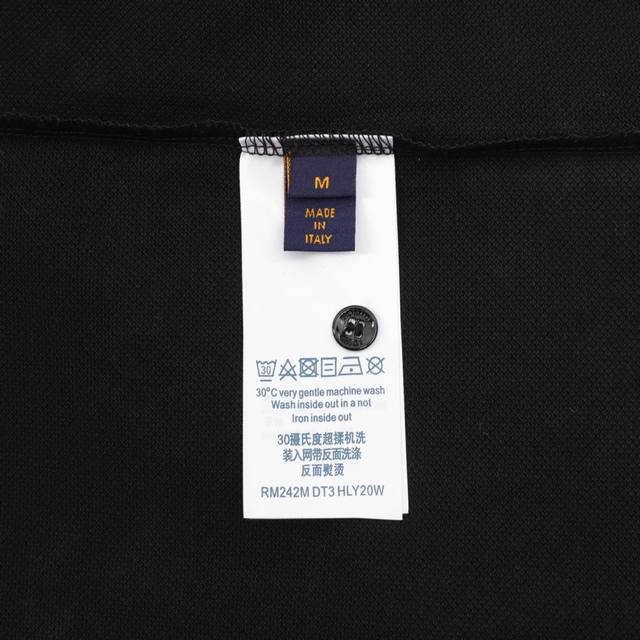 M
MADE
IN
ITALY
30
30°C very gentle machine wash
Wash inside out in a not
Iron inside out
30摄氏度超揉机洗
装入网带反面洗涤
反面熨烫
RM242M DT3 HLY20W